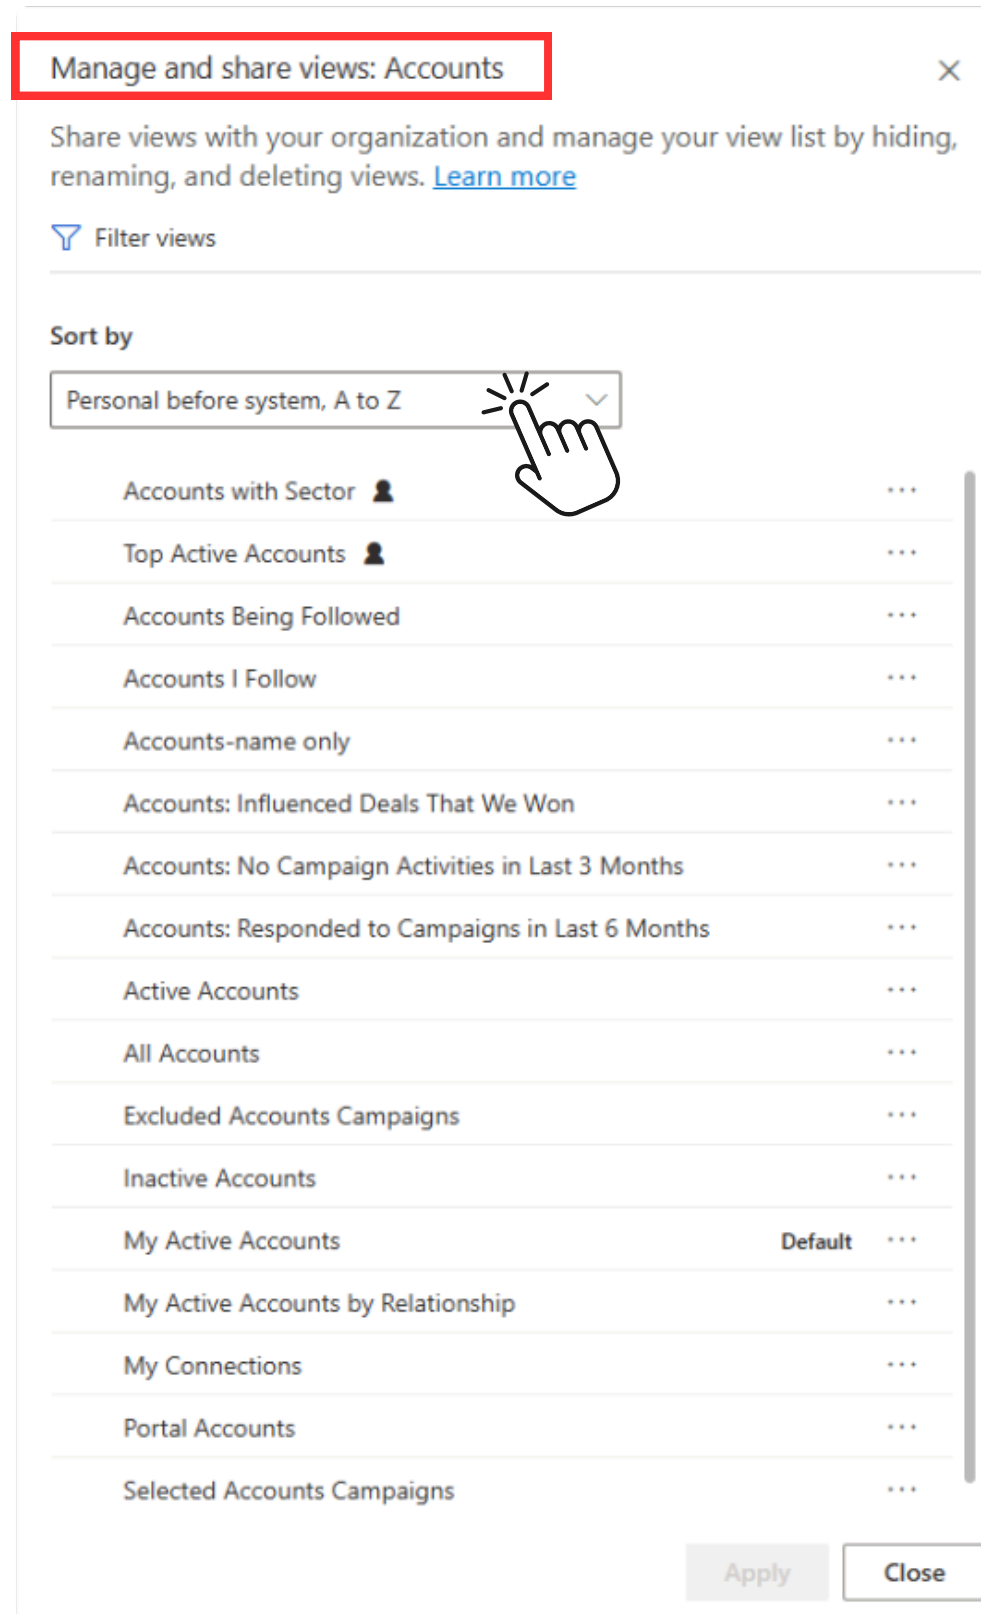 Manage and share views: Accounts
Share views with your organization and manage your view list by hiding,
renaming, and deleting views. Learn more
Filter views
Sort by
Personal before system, A to Z
Accounts with Sector
Top Active Accounts
Accounts Being Followed
Accounts I Follow
Accounts-name only
Accounts: Influenced Deals That We Won
Accounts: No Campaign Activities in Last 3 Months
Accounts: Responded to Campaigns in Last 6 Months
Active Accounts
All Accounts
Excluded Accounts Campaigns
Inactive Accounts
My Active Accounts Default
My Active Accounts by Relationship
My Connections
Portal Accounts
Selected Accounts Campaigns
Apply Close